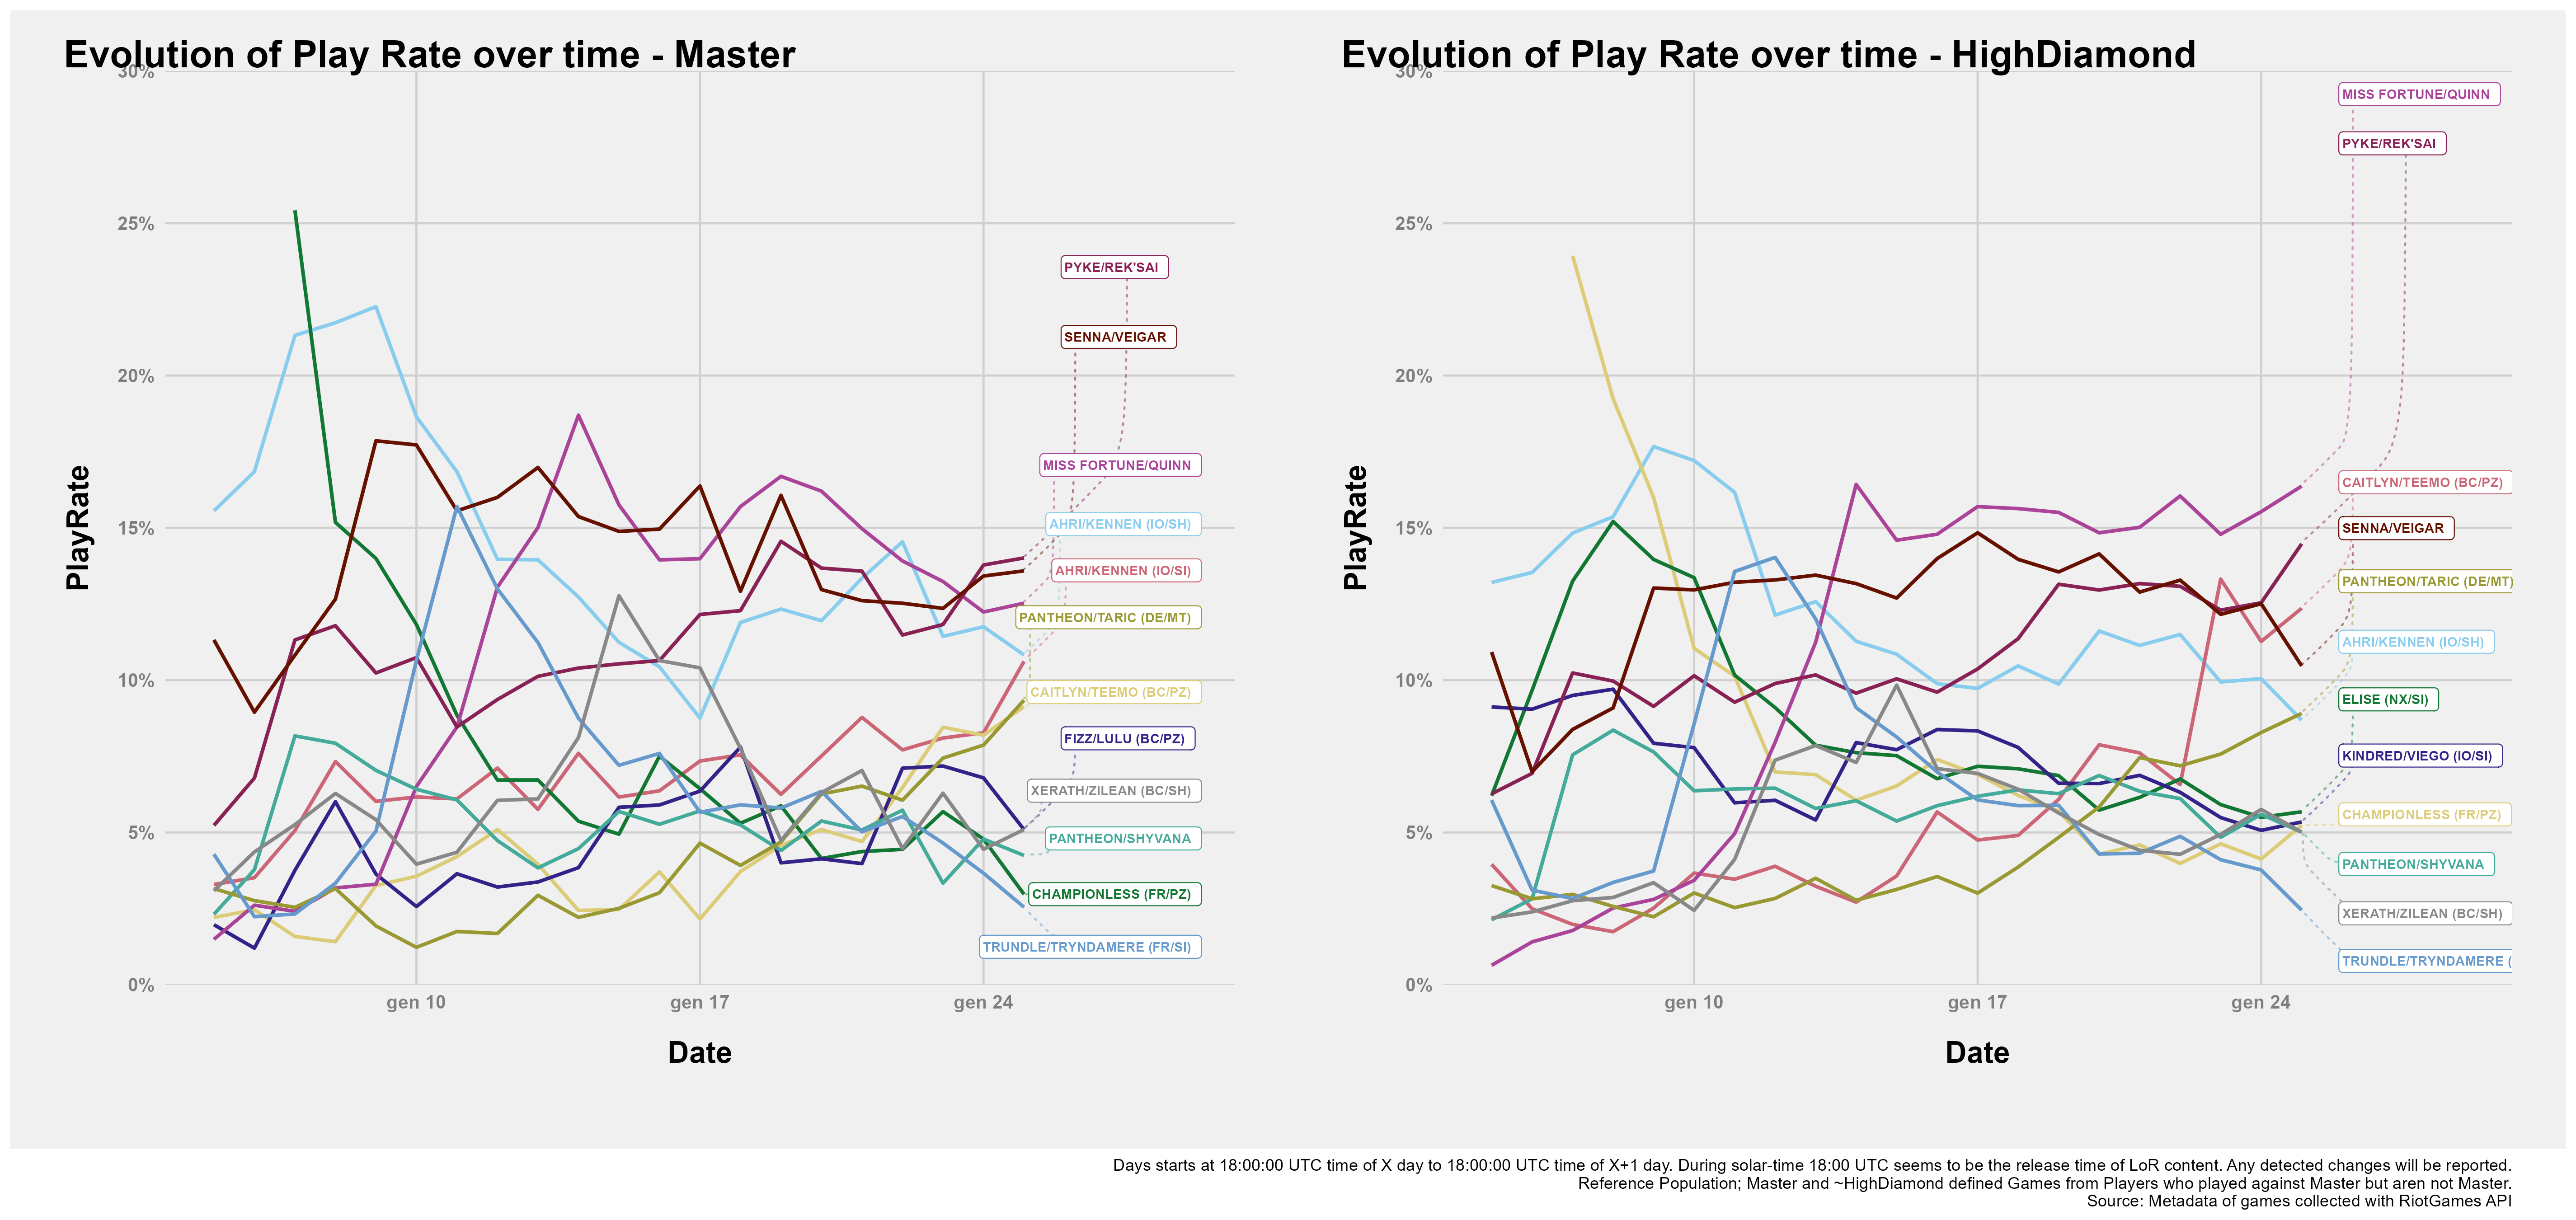 Evolution of Play Rate over time - Master
30%
25%
20%
15%
10%
5%
0%
PlayRate
gen 10
gen 17
gen 24
Date
PYKE/REK'SAI
SENNA/VEIGAR
MISS FORTUNE/QUINN
AHRI/KENNEN (IO/SH)
AHRI/KENNEN (IO/SI)
PANTHEON/TARIC (DE/MT)
CAITLYN/TEEMO (BC/PZ)
FIZZ/LULU (BC/PZ)
XERATH/ZILEAN (BC/SH)
PANTHEON/SHYVANA
CHAMPIONLESS (FR/PZ)
TRUNDLE/TRYNDAMERE (FR/SI)
Evolution of Play Rate over time - HighDiamond
30%
25%
20%
15%
10%
5%
0%
PlayRate
gen 10
gen 17
gen 24
Date
MISS FORTUNE/QUINN
PYKE/REK'SAI
CAITLYN/TEEMO (BC/PZ)
SENNA/VEIGAR
PANTHEON/TARIC (DE/MT)
AHRI/KENNEN (IO/SH)
ELISE (NX/SI)
KINDRED/VIEGO (IO/SI)
CHAMPIONLESS (FR/PZ)
PANTHEON/SHYVANA
XERATH/ZILEAN (BC/SH)
TRUNDLE/TRYNDAMERE (
Days starts at 18:00:00 UTC time of X day to 18:00:00 UTC time of X+1 day. During solar-time 18:00 UTC seems to be the release time of LoR content. Any detected changes will be reported.
Reference Population; Master and ~HighDiamond defined Games from Players who played against Master but aren not Master.
Source: Metadata of games collected with RiotGames API